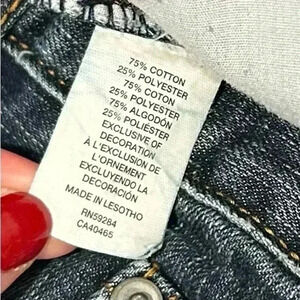 75% COTTON
25% POLYESTER
75% COTON
25% POLYESTER
75% ALGODÓN
25% POLIÉSTER
EXCLUSIVE OF
DECORATION
À L'EXCLUSION DE
L'ORNEMENT
EXCLUYENDO LA
DECORACIÓN
MADE IN LESOTHO
RN59284
CA40465